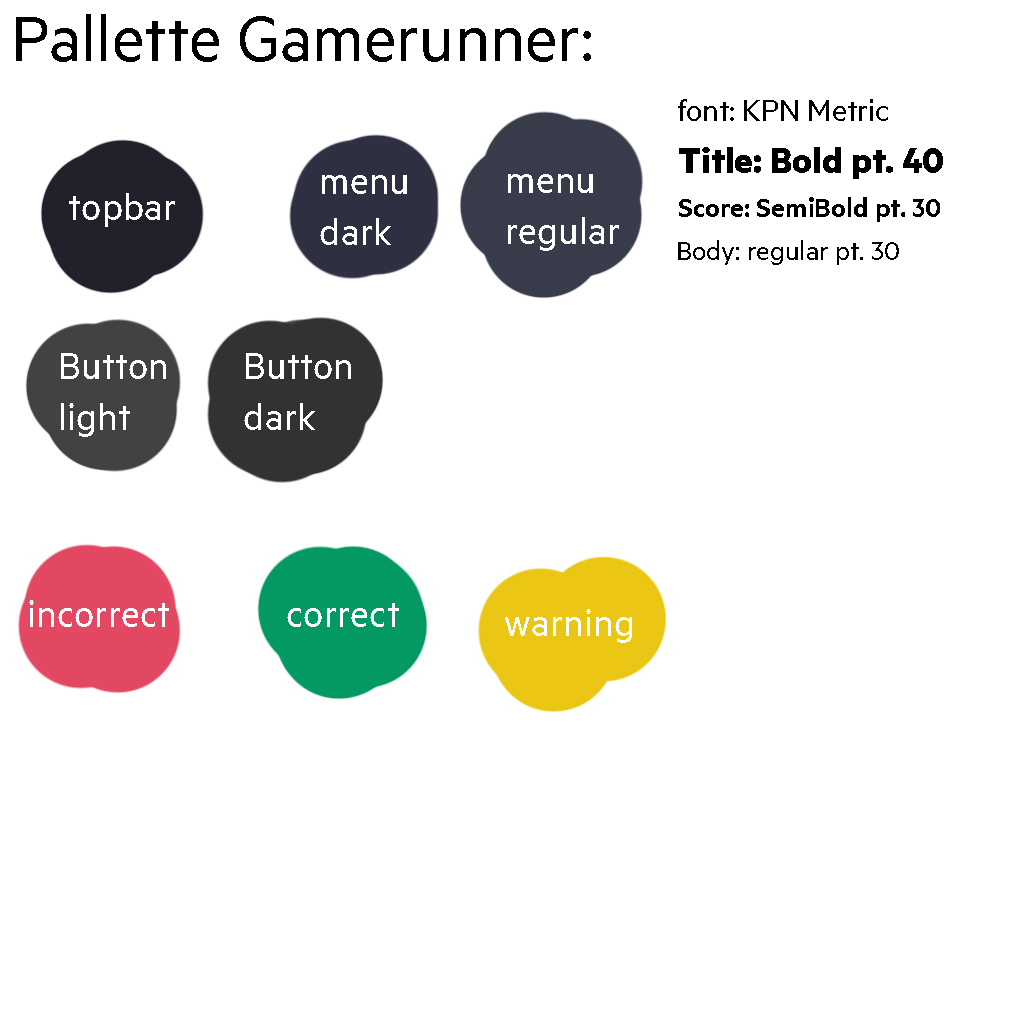 Pallette Gamerunner:
font: KPN Metric
Title: Bold pt. 40
Score: SemiBold pt. 30
Body: regular pt. 30
topbar
menu
dark
menu
regular
Button
light
Button
dark
incorrect
correct
warning